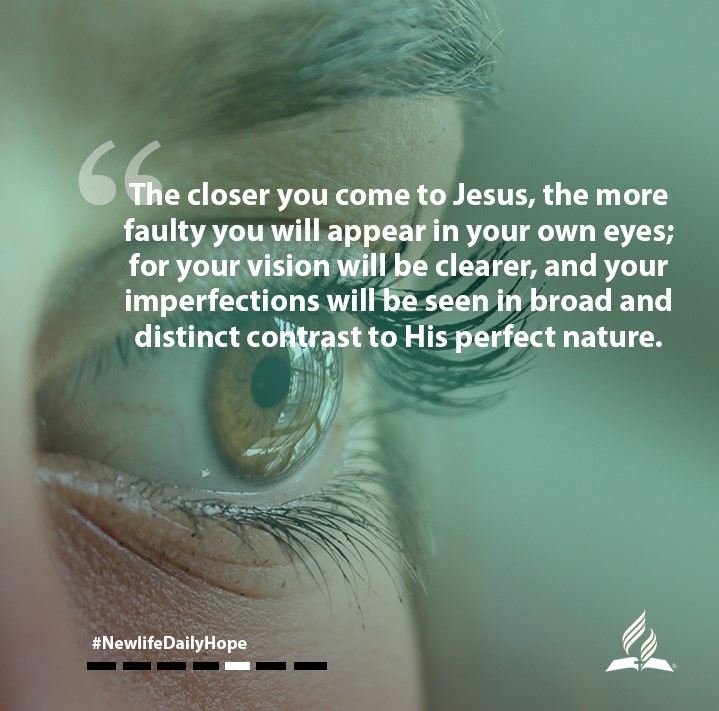 “The closer you come to Jesus, the more
faulty you will appear in your own eyes;
for your vision will be clearer, and your
imperfections will be seen in broad and
distinct contrast to His perfect nature.
#NewlifeDailyHope
®